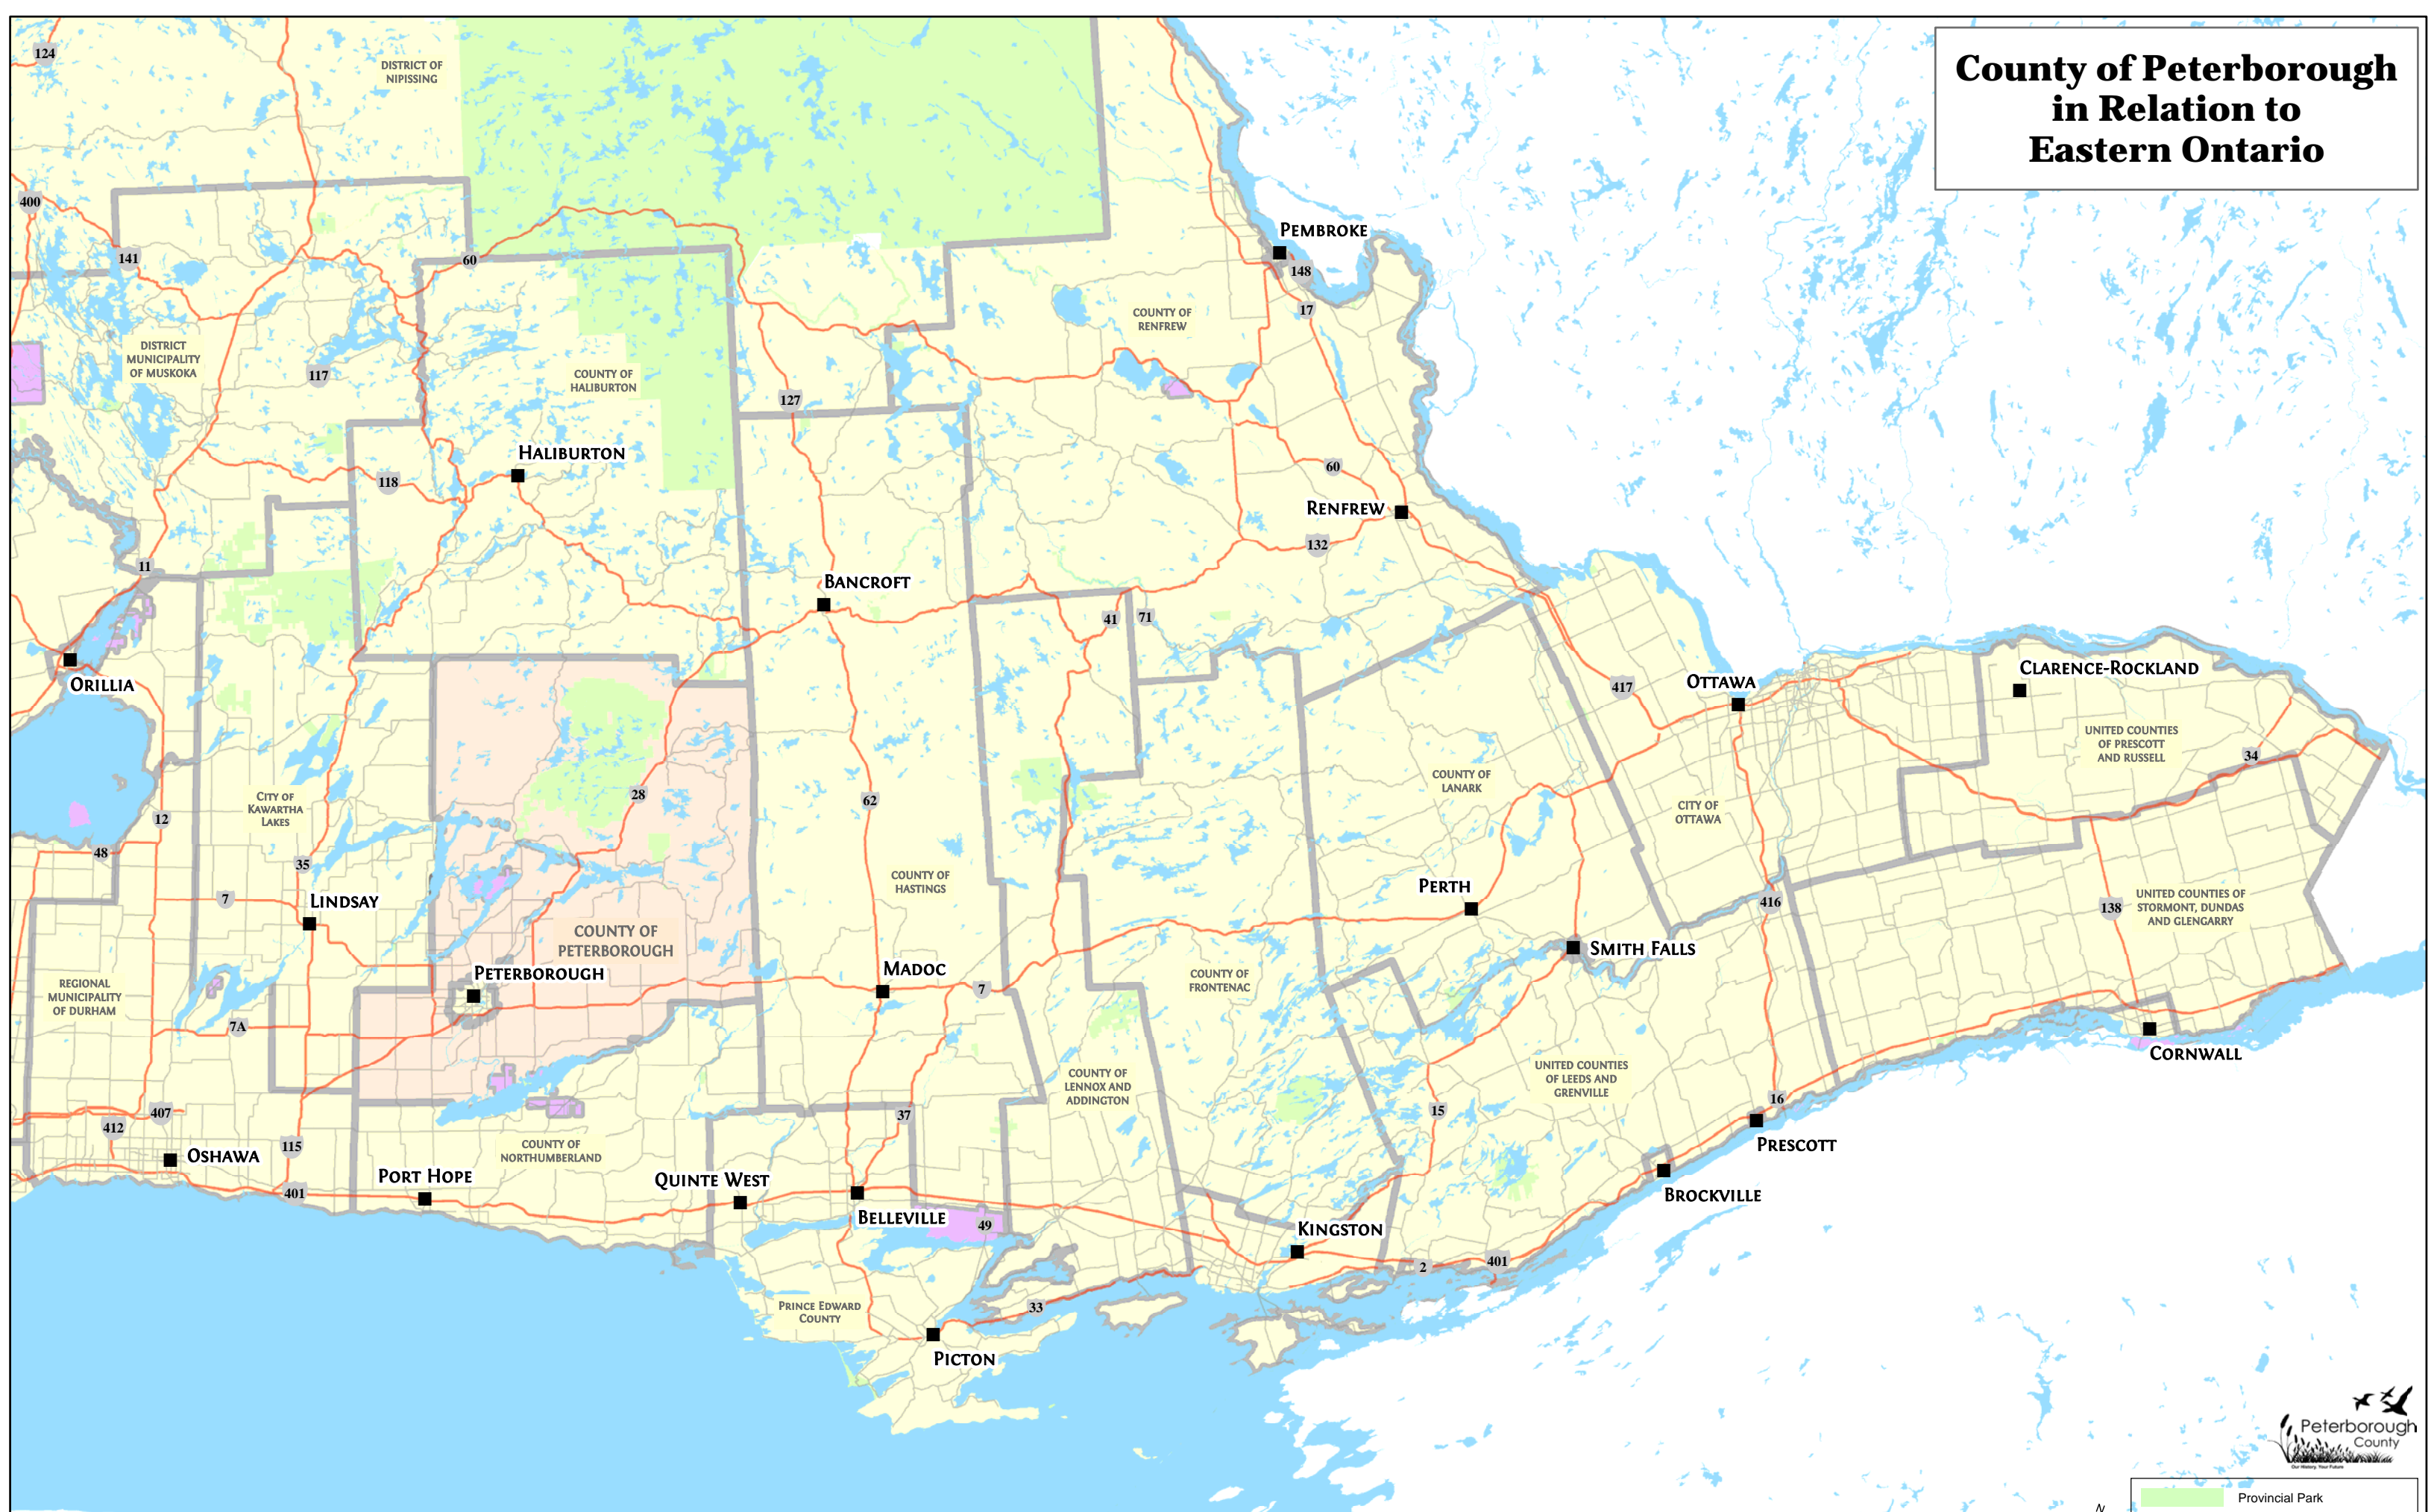 County of Peterborough
in Relation to
Eastern Ontario
124
DISTRICT OF
NIPISSING
400
141
60
PEMBROKE
148
17
COUNTY OF
RENFREW
DISTRICT
MUNICIPALITY
OF MUSKOKA
117
COUNTY OF
HALIBURTON
127
HALIBURTON
118
60
RENFREW
132
11
BANCROFT
41
71
ORILLIA
417
OTTAWA
CLARENCE-ROCKLAND
UNITED COUNTIES
OF PRESCOTT
AND RUSSELL
34
CITY OF
KAWARTHA
LAKES
12
28
62
COUNTY OF
LANARK
CITY OF
OTTAWA
48
35
7
LINDSAY
COUNTY OF
HASTINGS
PERTH
416
138
UNITED COUNTIES OF
STORMONT, DUNDAS
AND GLENGARRY
COUNTY OF
PETERBOROUGH
SMITH FALLS
PETERBOROUGH
MADOC
7
COUNTY OF
FRONTENAC
REGIONAL
MUNICIPALITY
OF DURHAM
7A
CORNWALL
COUNTY OF
LENNOX AND
ADDINGTON
UNITED COUNTIES
OF LEEDS AND
GRENVILLE
407
412
37
15
16
115
OSHAWA
COUNTY OF
NORTHUMBERLAND
PRESCOTT
PORT HOPE
QUINTE WEST
401
BROCKVILLE
BELLEVILLE
49
KINGSTON
2
401
PRINCE EDWARD
COUNTY
33
PICTON
Peterborough
County
Our History, Your Future
N
Provincial Park